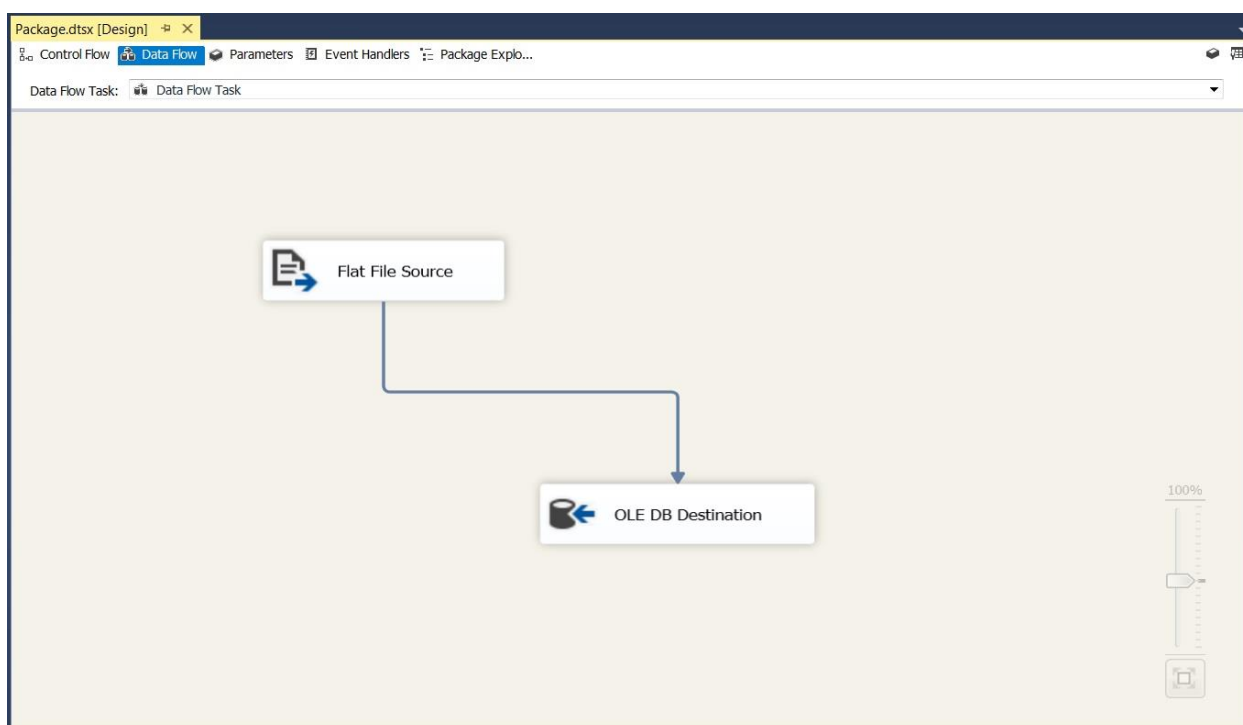 Package.dtsx [Design]
Control Flow Data Flow Parameters Event Handlers Package Explo...
Data Flow Task: Data Flow Task
Flat File Source
OLE DB Destination
100%